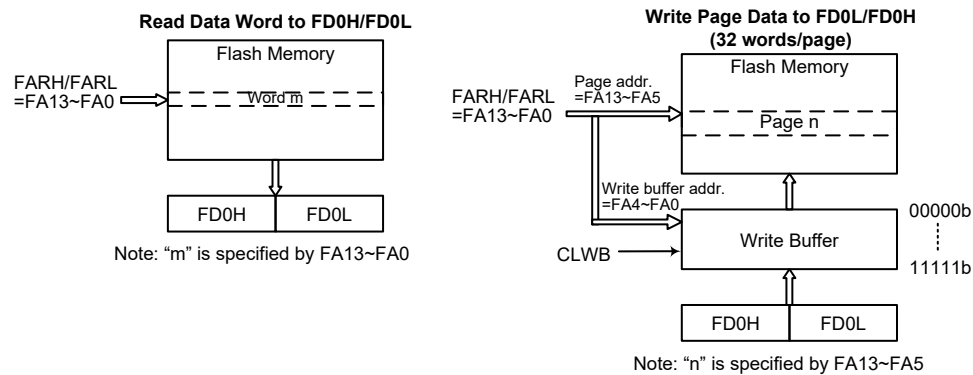 Read Data Word to FD0H/FD0L
Flash Memory
FARH/FARL
=FA13~FA0
Word m
FD0H
FD0L
Note: “m” is specified by FA13~FA0
Write Page Data to FD0L/FD0H
(32 words/page)
Flash Memory
FARH/FARL
=FA13~FA0
Page addr.
=FA13~FA5
Page n
Write buffer addr.
=FA4~FA0
Write Buffer
CLWB
00000b
11111b
FD0H
FD0L
Note: “n” is specified by FA13~FA5